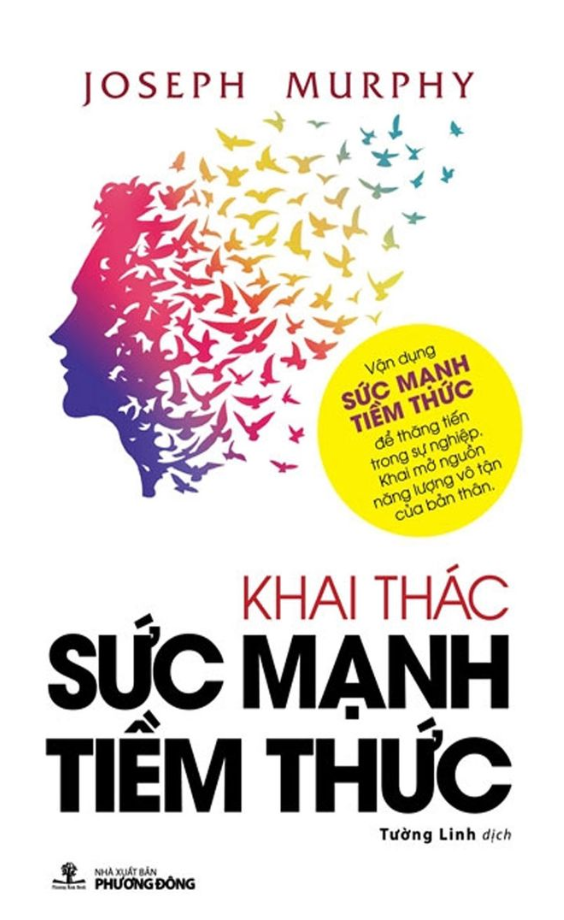 JOSEPH MURPHY
Vận dụng
SỨC MẠNH
TIỀM THỨC
để thăng tiến
trong sự nghiệp.
Khai mở nguồn
năng lượng vô tận
của bản thân.
KHAI THÁC
SỨC MẠNH
TIỀM THỨC
Tường Linh dịch
NHÀ XUẤT BẢN
PHƯƠNG ĐÔNG